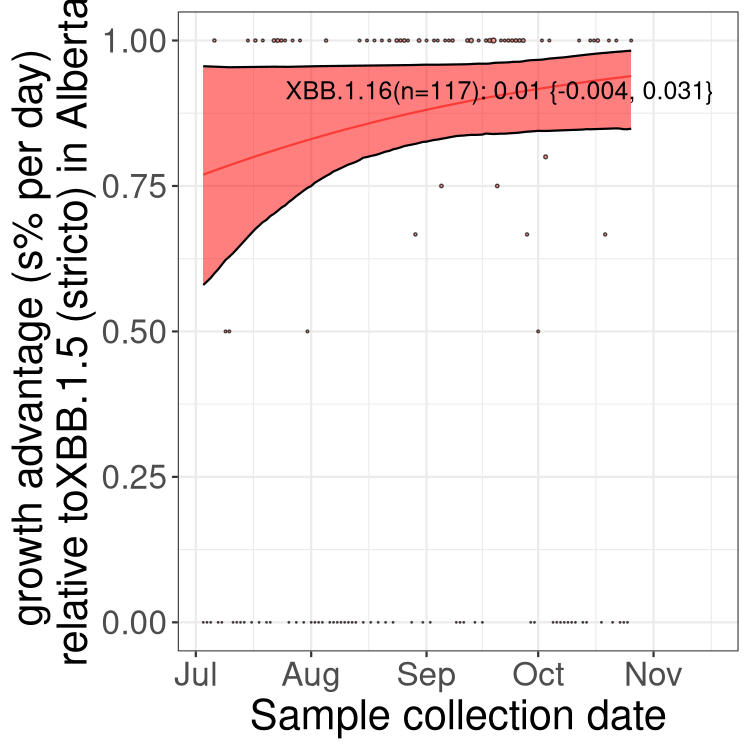 growth advantage (s% per day)
relative toXBB.1.5 (stricto) in Alberta
1.00
0.75
0.50
0.25
0.00
XBB.1.16(n=117): 0.01 {-0.004, 0.031}
Jul Aug Sep Oct Nov
Sample collection date